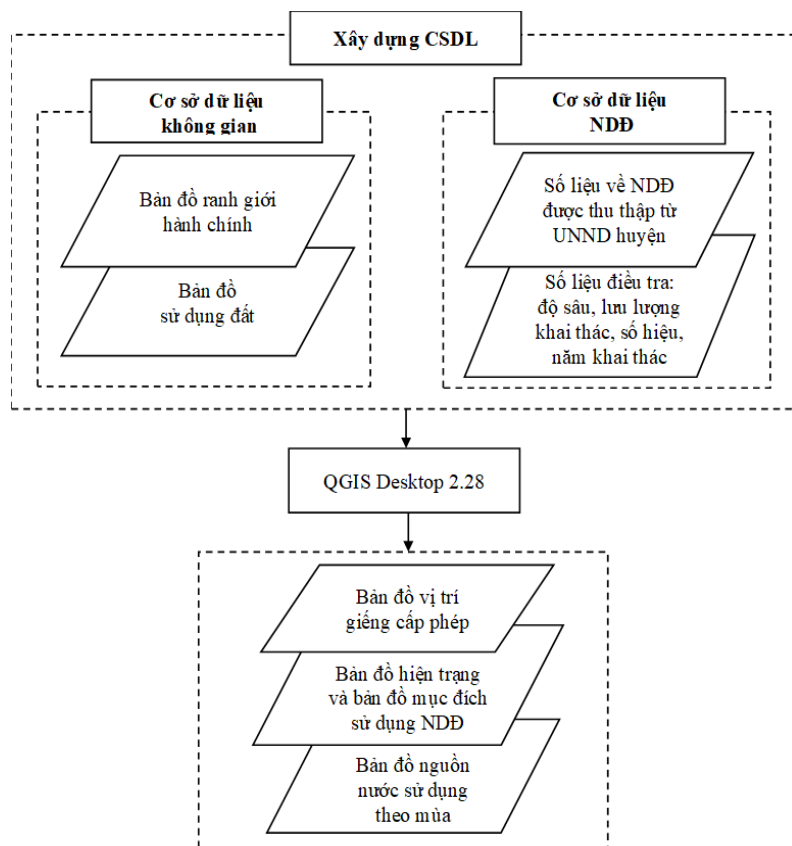 Xây dựng CSDL
Cơ sở dữ liệu
không gian
Bản đồ ranh giới
hành chính
Bản đồ
sử dụng đất
Cơ sở dữ liệu
NDĐ
Số liệu về NDĐ
được thu thập từ
UNND huyện
Số liệu điều tra:
độ sâu, lưu lượng
khai thác, số hiệu,
năm khai thác
QGIS Desktop 2.28
Bản đồ vị trí
giếng cấp phép
Bản đồ hiện trạng
và bản đồ mục đích
sử dụng NDĐ
Bản đồ nguồn
nước sử dụng
theo mùa